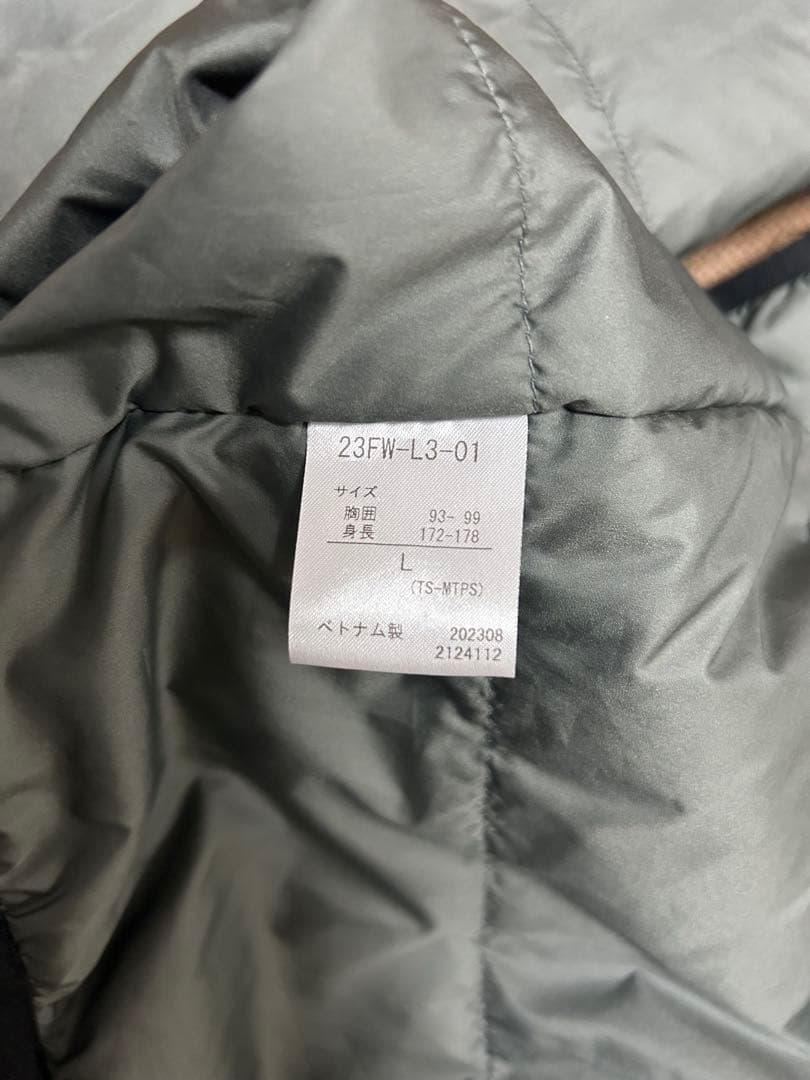 23FW-L3-01
サイズ
胸囲 93- 99
身長 172-178
L
(TS-MTPS)
ベトナム製 202308
2124112